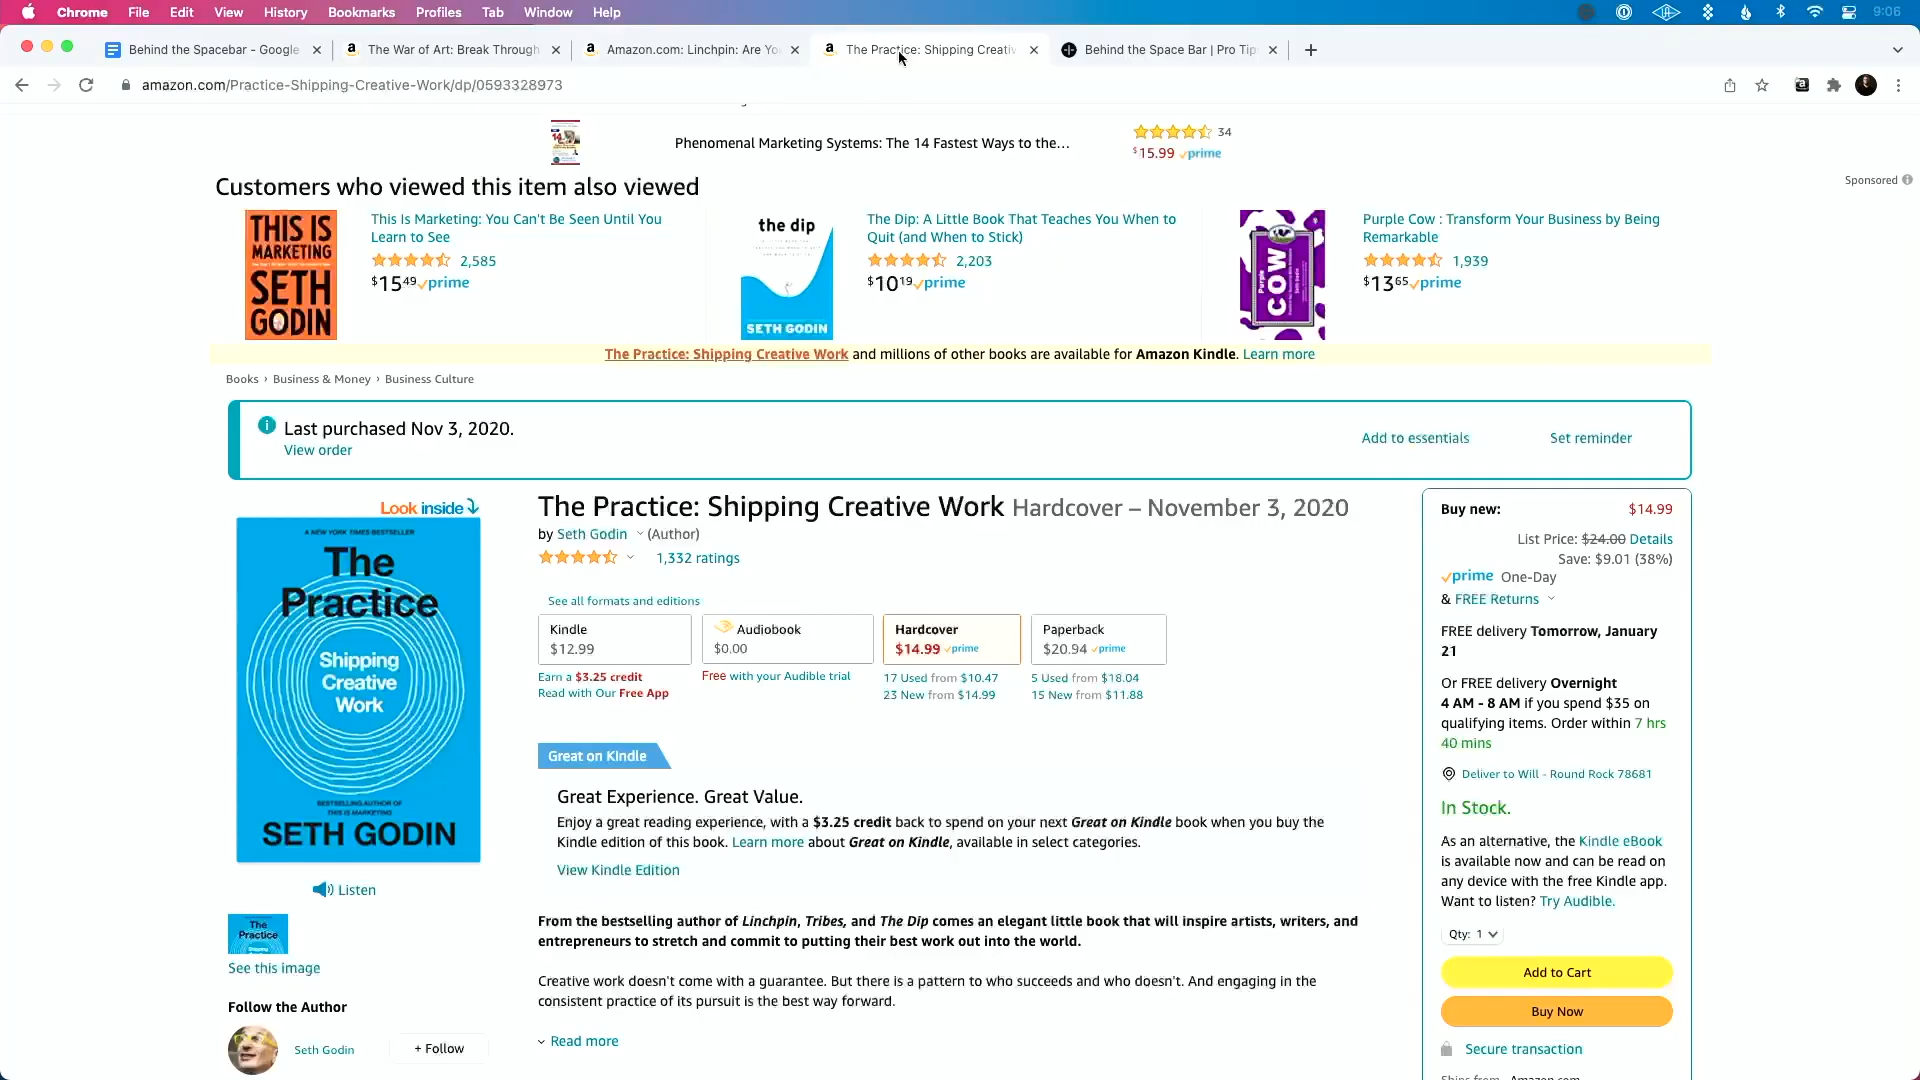 Chrome File Edit View History Bookmarks Profiles Tab Window Help 9:06
Behind the Spacebar - Google
The War of Art: Break Through
Amazon.com: Linchpin: Are Yo
The Practice: Shipping Creativ
Behind the Space Bar | Pro Tip
amazon.com/Practice-Shipping-Creative-Work/dp/0593328973
Phenomenal Marketing Systems: The 14 Fastest Ways to the…
34
$15.99 prime
Customers who viewed this item also viewed
Sponsored
THIS IS
MARKETING
SETH
GODIN
This Is Marketing: You Can't Be Seen Until You
Learn to See
2,585
$15 49 prime
the dip
SETH GODIN
The Dip: A Little Book That Teaches You When to
Quit (and When to Stick)
2,203
$10 19 prime
Purple
COW
Purple Cow : Transform Your Business by Being
Remarkable
1,939
$13 65 prime
The Practice: Shipping Creative Work and millions of other books are available for Amazon Kindle. Learn more
Books › Business & Money › Business Culture
Last purchased Nov 3, 2020.
View order
Add to essentials
Set reminder
Look inside
A NEW YORK TIMES BESTSELLER
The
Practice
Shipping
Creative
Work
BESTSELLING AUTHOR OF
THIS IS MARKETING
SETH GODIN
Listen
The
Practice
Shipping
See this image
Follow the Author
Seth Godin
+ Follow
The Practice: Shipping Creative Work Hardcover – November 3, 2020
by Seth Godin (Author)
1,332 ratings
See all formats and editions
Kindle
$12.99
Earn a $3.25 credit
Read with Our Free App
Audiobook
$0.00
Free with your Audible trial
Hardcover
$14.99 prime
17 Used from $10.47
23 New from $14.99
Paperback
$20.94 prime
5 Used from $18.04
15 New from $11.88
Great on Kindle
Great Experience. Great Value.
Enjoy a great reading experience, with a $3.25 credit back to spend on your next Great on Kindle book when you buy the
Kindle edition of this book. Learn more about Great on Kindle, available in select categories.
View Kindle Edition
From the bestselling author of Linchpin, Tribes, and The Dip comes an elegant little book that will inspire artists, writers, and
entrepreneurs to stretch and commit to putting their best work out into the world.
Creative work doesn't come with a guarantee. But there is a pattern to who succeeds and who doesn't. And engaging in the
consistent practice of its pursuit is the best way forward.
Read more
Buy new: $14.99
List Price: $24.00 Details
Save: $9.01 (38%)
prime One-Day
& FREE Returns
FREE delivery Tomorrow, January
21
Or FREE delivery Overnight
4 AM - 8 AM if you spend $35 on
qualifying items. Order within 7 hrs
40 mins
Deliver to Will - Round Rock 78681
In Stock.
As an alternative, the Kindle eBook
is available now and can be read on
any device with the free Kindle app.
Want to listen? Try Audible.
Qty: 1
Add to Cart
Buy Now
Secure transaction
Ships from Amazon.com